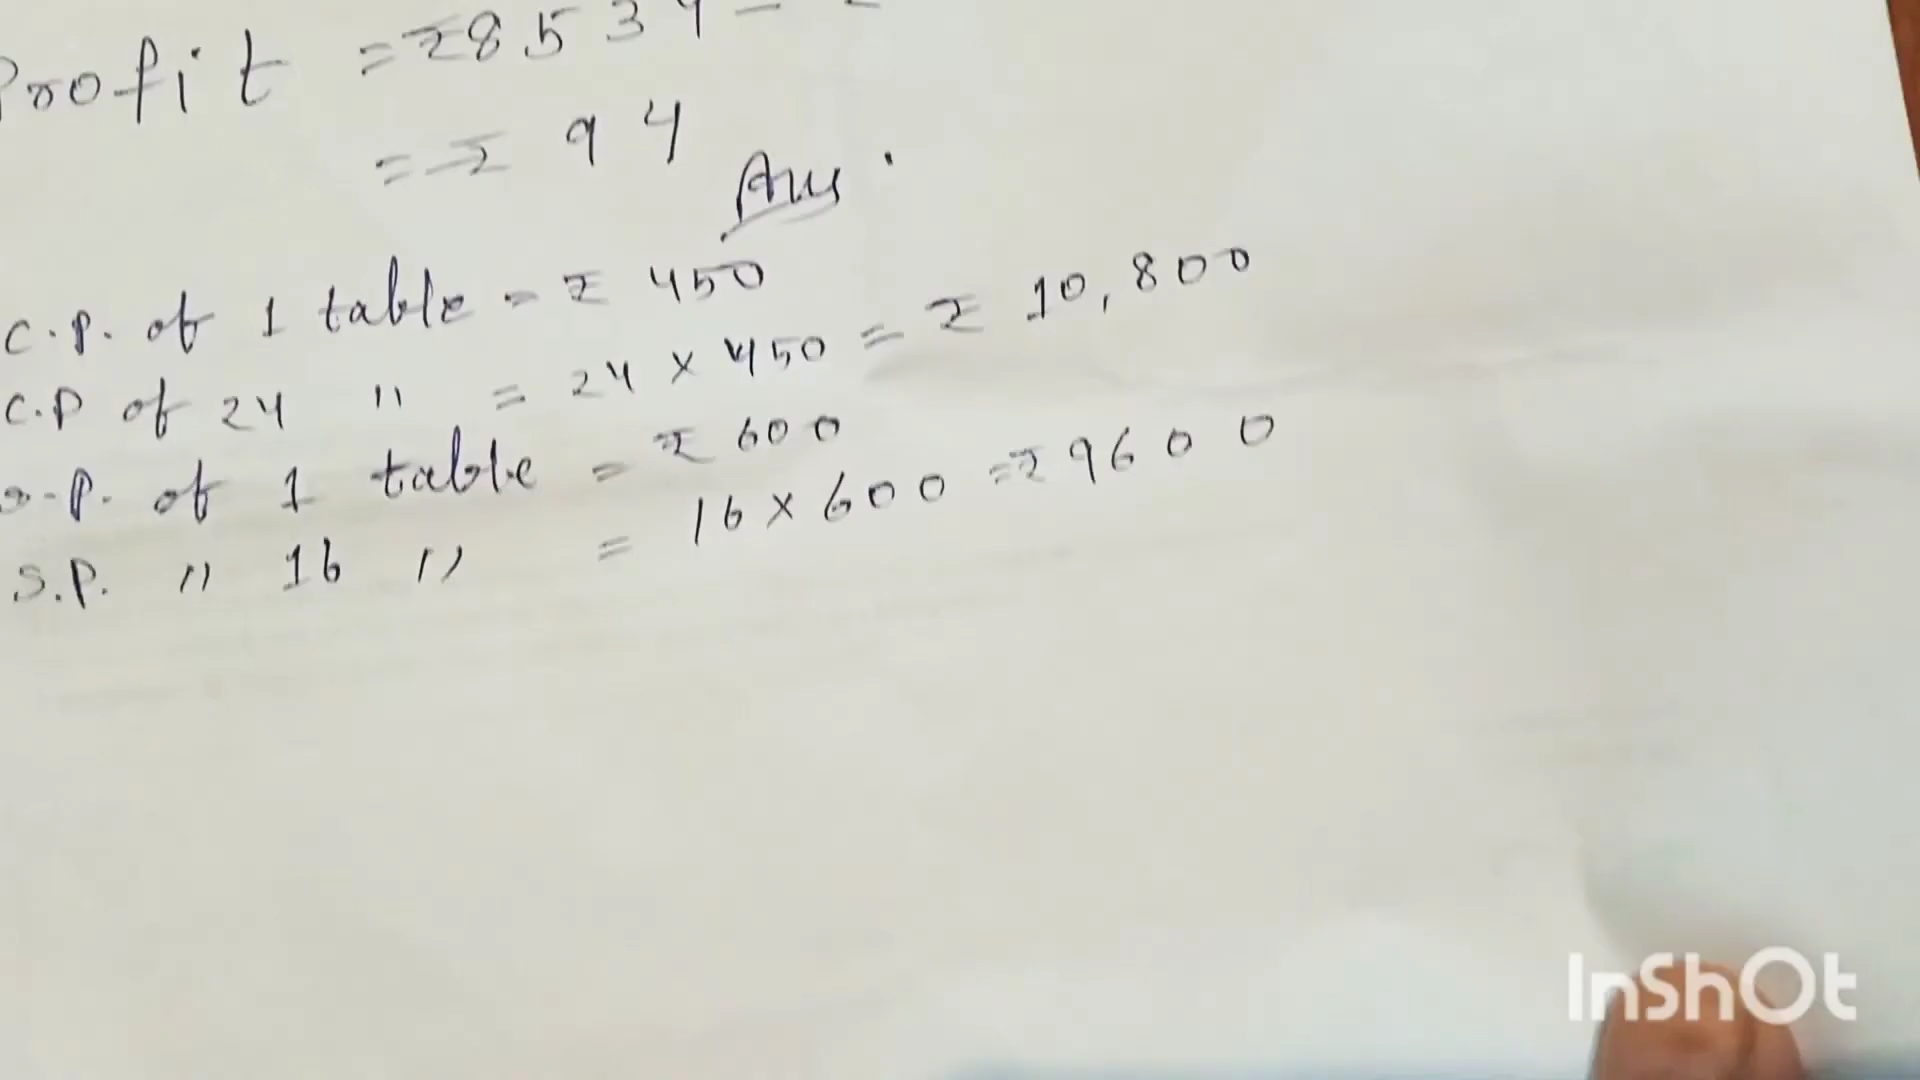 Profit = ₹8534 -
= ₹ 94
Ans.
C.P. of 1 table = ₹ 450
C.P of 24 " = 24 × 450 = ₹ 10,800
S.P. of 1 table = ₹ 600
S.P. " 16 " = 16 × 600 = ₹ 9600
InShOt